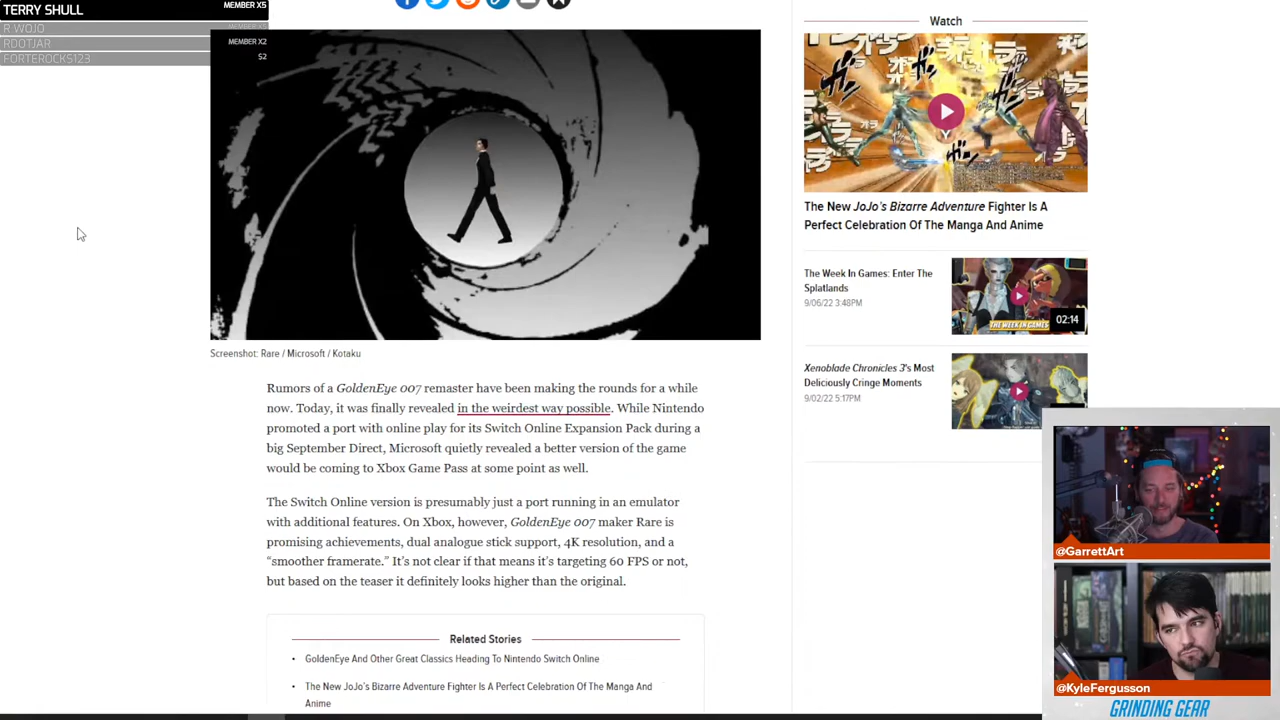 TERRY SHULL
MEMBER X5
R WOJO
MEMBER X5
RDOTJAR
MEMBER X2
FORTEROCKS123
$2
Screenshot: Rare / Microsoft / Kotaku
Rumors of a GoldenEye 007 remaster have been making the rounds for a while
now. Today, it was finally revealed in the weirdest way possible. While Nintendo
promoted a port with online play for its Switch Online Expansion Pack during a
big September Direct, Microsoft quietly revealed a better version of the game
would be coming to Xbox Game Pass at some point as well.
The Switch Online version is presumably just a port running in an emulator
with additional features. On Xbox, however, GoldenEye 007 maker Rare is
promising achievements, dual analogue stick support, 4K resolution, and a
“smoother framerate.” It’s not clear if that means it’s targeting 60 FPS or not,
but based on the teaser it definitely looks higher than the original.
Related Stories
• GoldenEye And Other Great Classics Heading To Nintendo Switch Online
• The New JoJo's Bizarre Adventure Fighter Is A Perfect Celebration Of The Manga And
Anime
Watch
The New JoJo's Bizarre Adventure Fighter Is A
Perfect Celebration Of The Manga And Anime
The Week In Games: Enter The
Splatlands
9/06/22 3:48PM
THE WEEK IN GAMES
02:14
Xenoblade Chronicles 3's Most
Deliciously Cringe Moments
9/02/22 5:17PM
@GarrettArt
@KyleFergusson
GRINDING GEAR